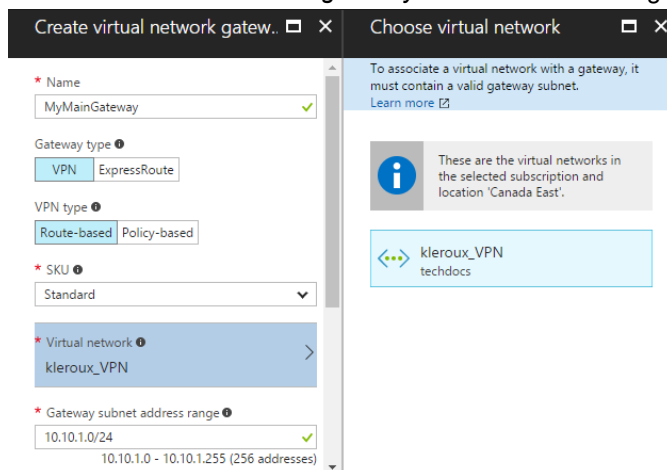 Create virtual network gatew..
* Name
MyMainGateway
Gateway type
VPN ExpressRoute
VPN type
Route-based Policy-based
* SKU
Standard
* Virtual network
kleroux_VPN
* Gateway subnet address range
10.10.1.0/24
10.10.1.0 - 10.10.1.255 (256 addresses)
Choose virtual network
To associate a virtual network with a gateway, it
must contain a valid gateway subnet.
Learn more
These are the virtual networks in
the selected subscription and
location 'Canada East'.
kleroux_VPN
techdocs